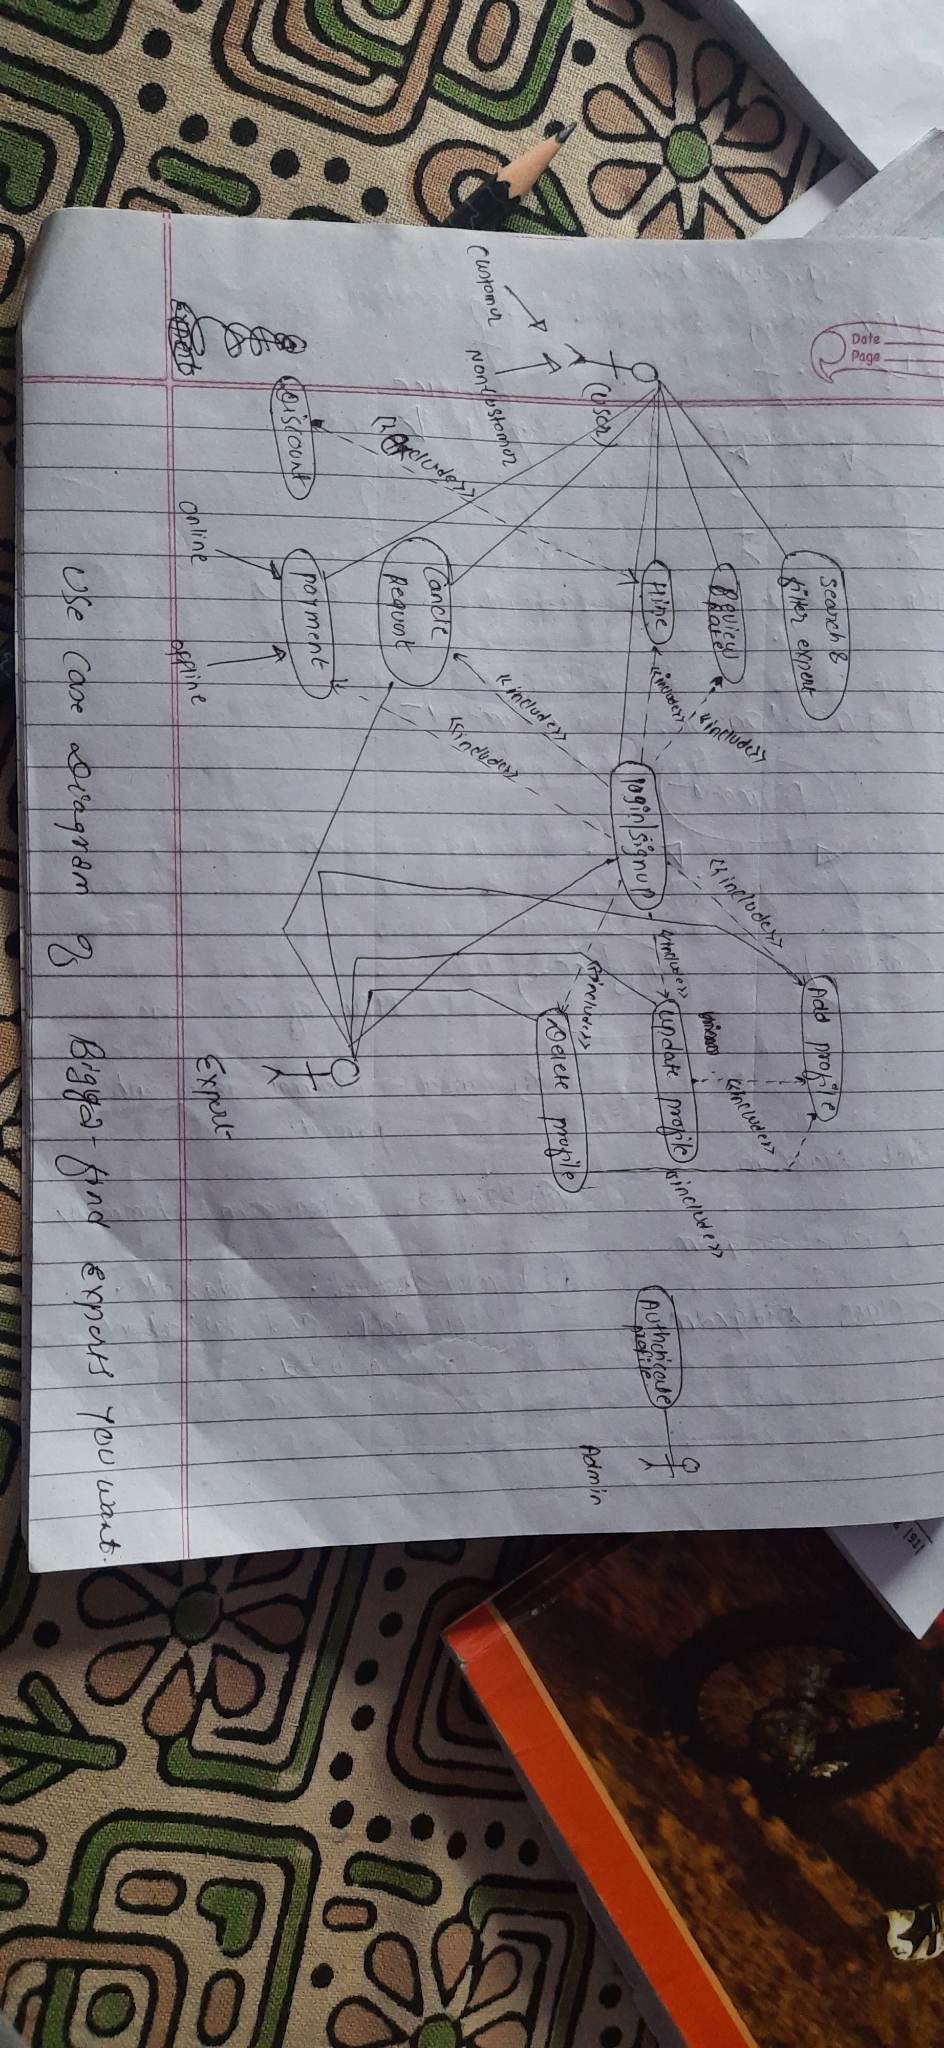 Date
Page
Search &
filter expert
Review
Rate
Hire
login/signup
Cancle
Request
Payment
Discount
(User)
Customer
Non-Customer
Expert
online
offline
<<include>>
<<include>>
<<include>>
<<include>>
<<include>>
<<include>>
<<include>>
<<include>>
<<include>>
Add profile
update profile
Delete profile
Expert
Authenticate
profile
Admin
Use Case Diagram of Bigga-find experts you want.
1911